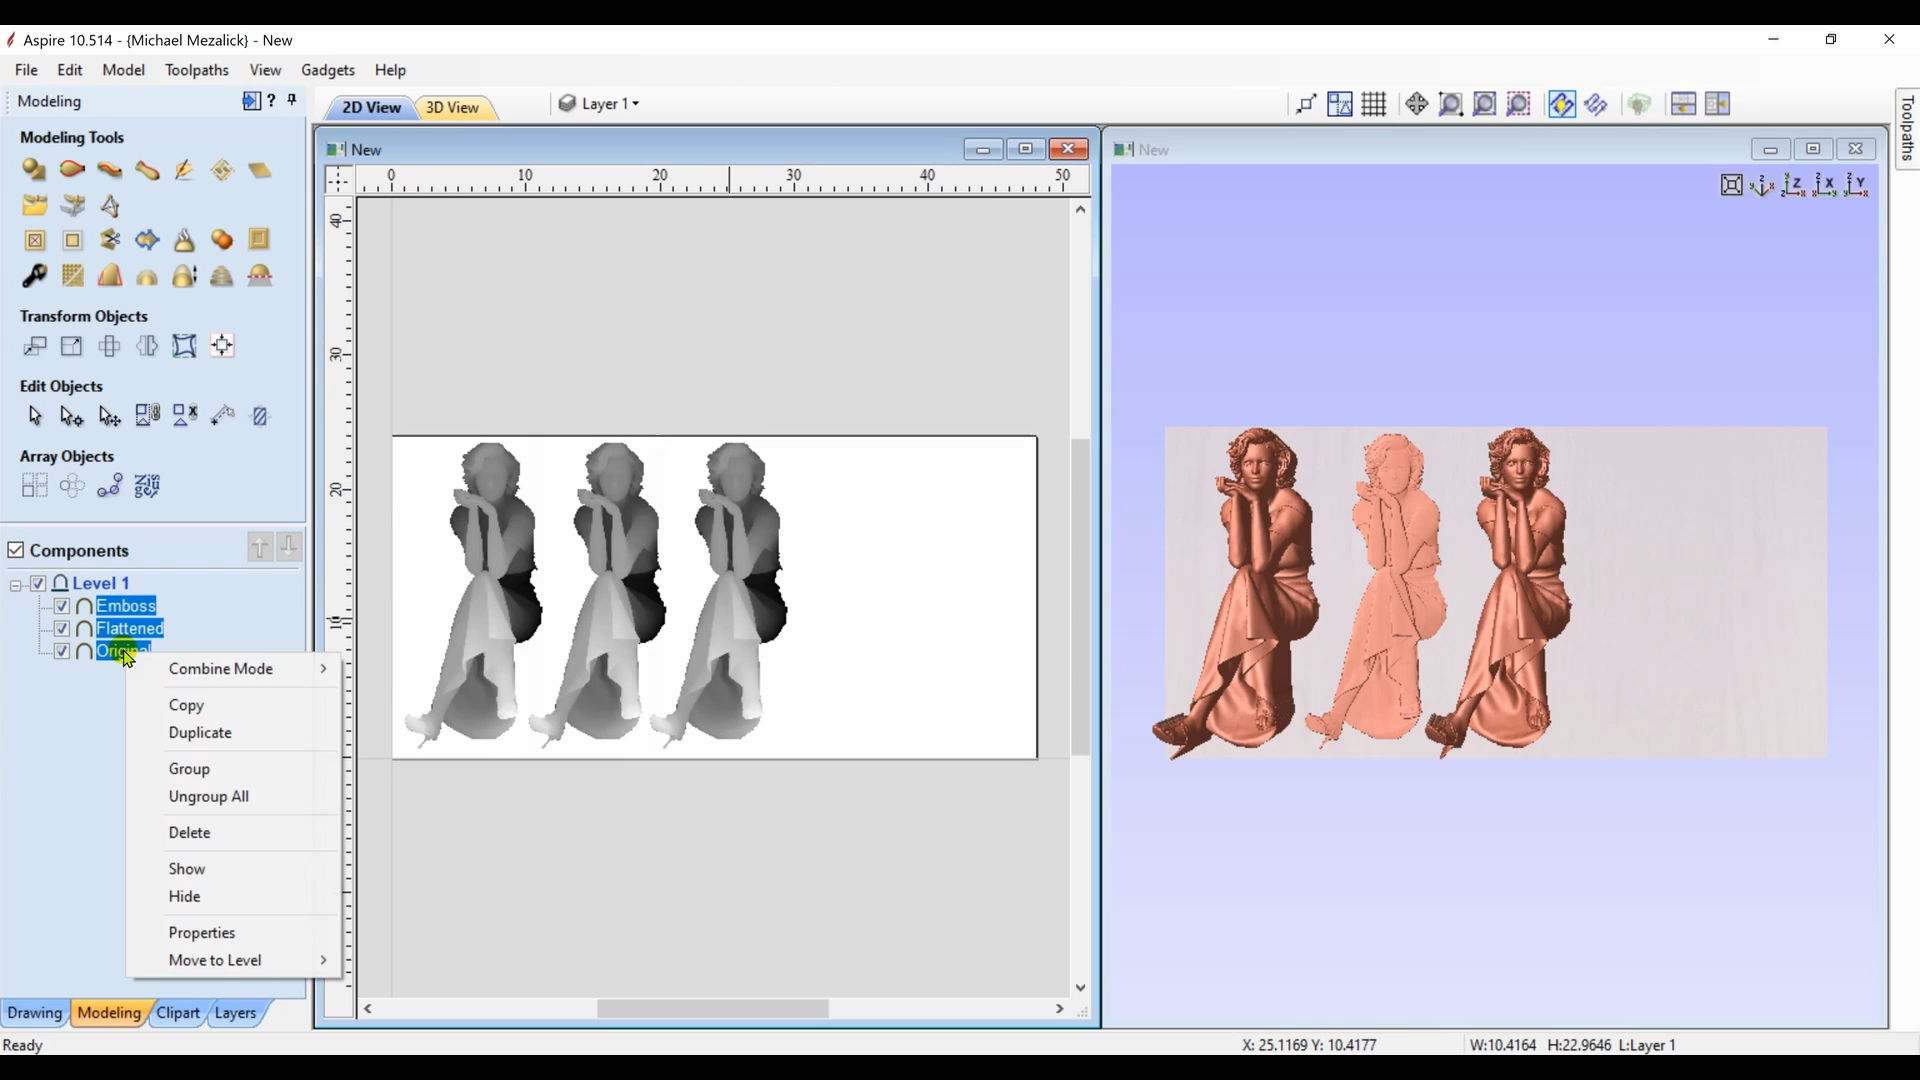 Aspire 10.514 - {Michael Mezalick} - New
File Edit Model Toolpaths View Gadgets Help
Modeling ?
2D View 3D View Layer 1
Toolpaths
Modeling Tools
New
New
0 10 20 30 40 50
Z X Y
40
30
20
10
Transform Objects
Edit Objects
Array Objects
Components
Level 1
Emboss
Flattened
Original
Combine Mode
Copy
Duplicate
Group
Ungroup All
Delete
Show
Hide
Properties
Move to Level
Drawing Modeling Clipart Layers
Ready X: 25.1169 Y: 10.4177 W:10.4164 H:22.9646 L:Layer 1